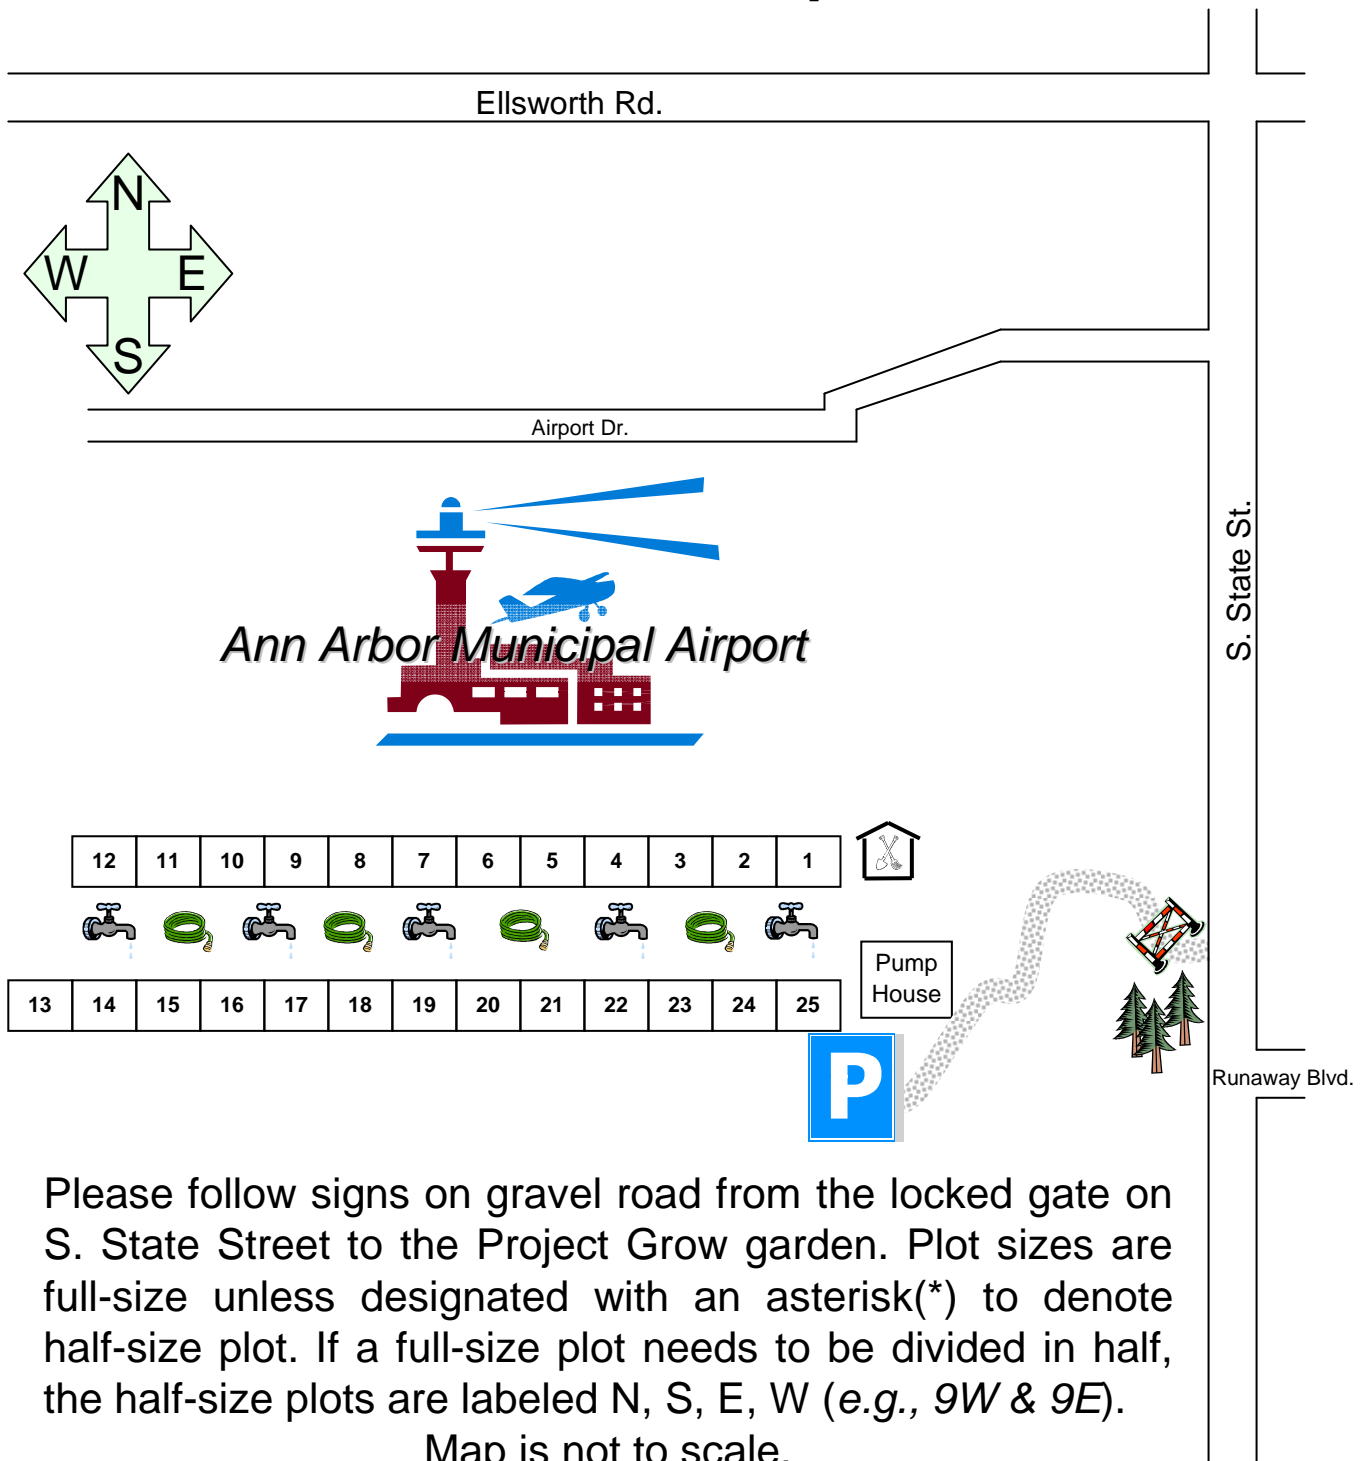 Ellsworth Rd.
N
W E
S
Airport Dr.
S. State St.
Ann Arbor Municipal Airport
12 11 10 9 8 7 6 5 4 3 2 1
Pump
House
13 14 15 16 17 18 19 20 21 22 23 24 25
P
Runaway Blvd.
Please follow signs on gravel road from the locked gate on
S. State Street to the Project Grow garden. Plot sizes are
full-size unless designated with an asterisk(*) to denote
half-size plot. If a full-size plot needs to be divided in half,
the half-size plots are labeled N, S, E, W (e.g., 9W & 9E).
Map is not to scale.